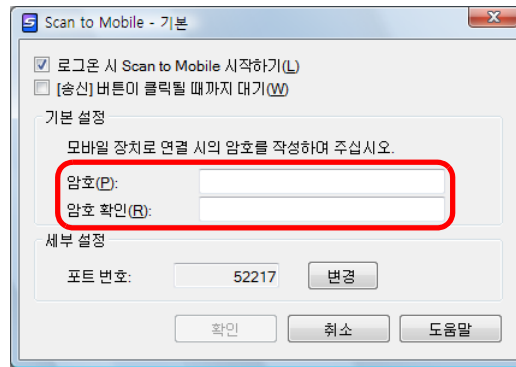 Scan to Mobile - 기본
로그온 시 Scan to Mobile 시작하기(L)
[송신] 버튼이 클릭될 때까지 대기(W)
기본 설정
모바일 장치로 연결 시의 암호를 작성하여 주십시오.
암호(P):
암호 확인(R):
세부 설정
포트 번호: 52217 변경
확인 취소 도움말